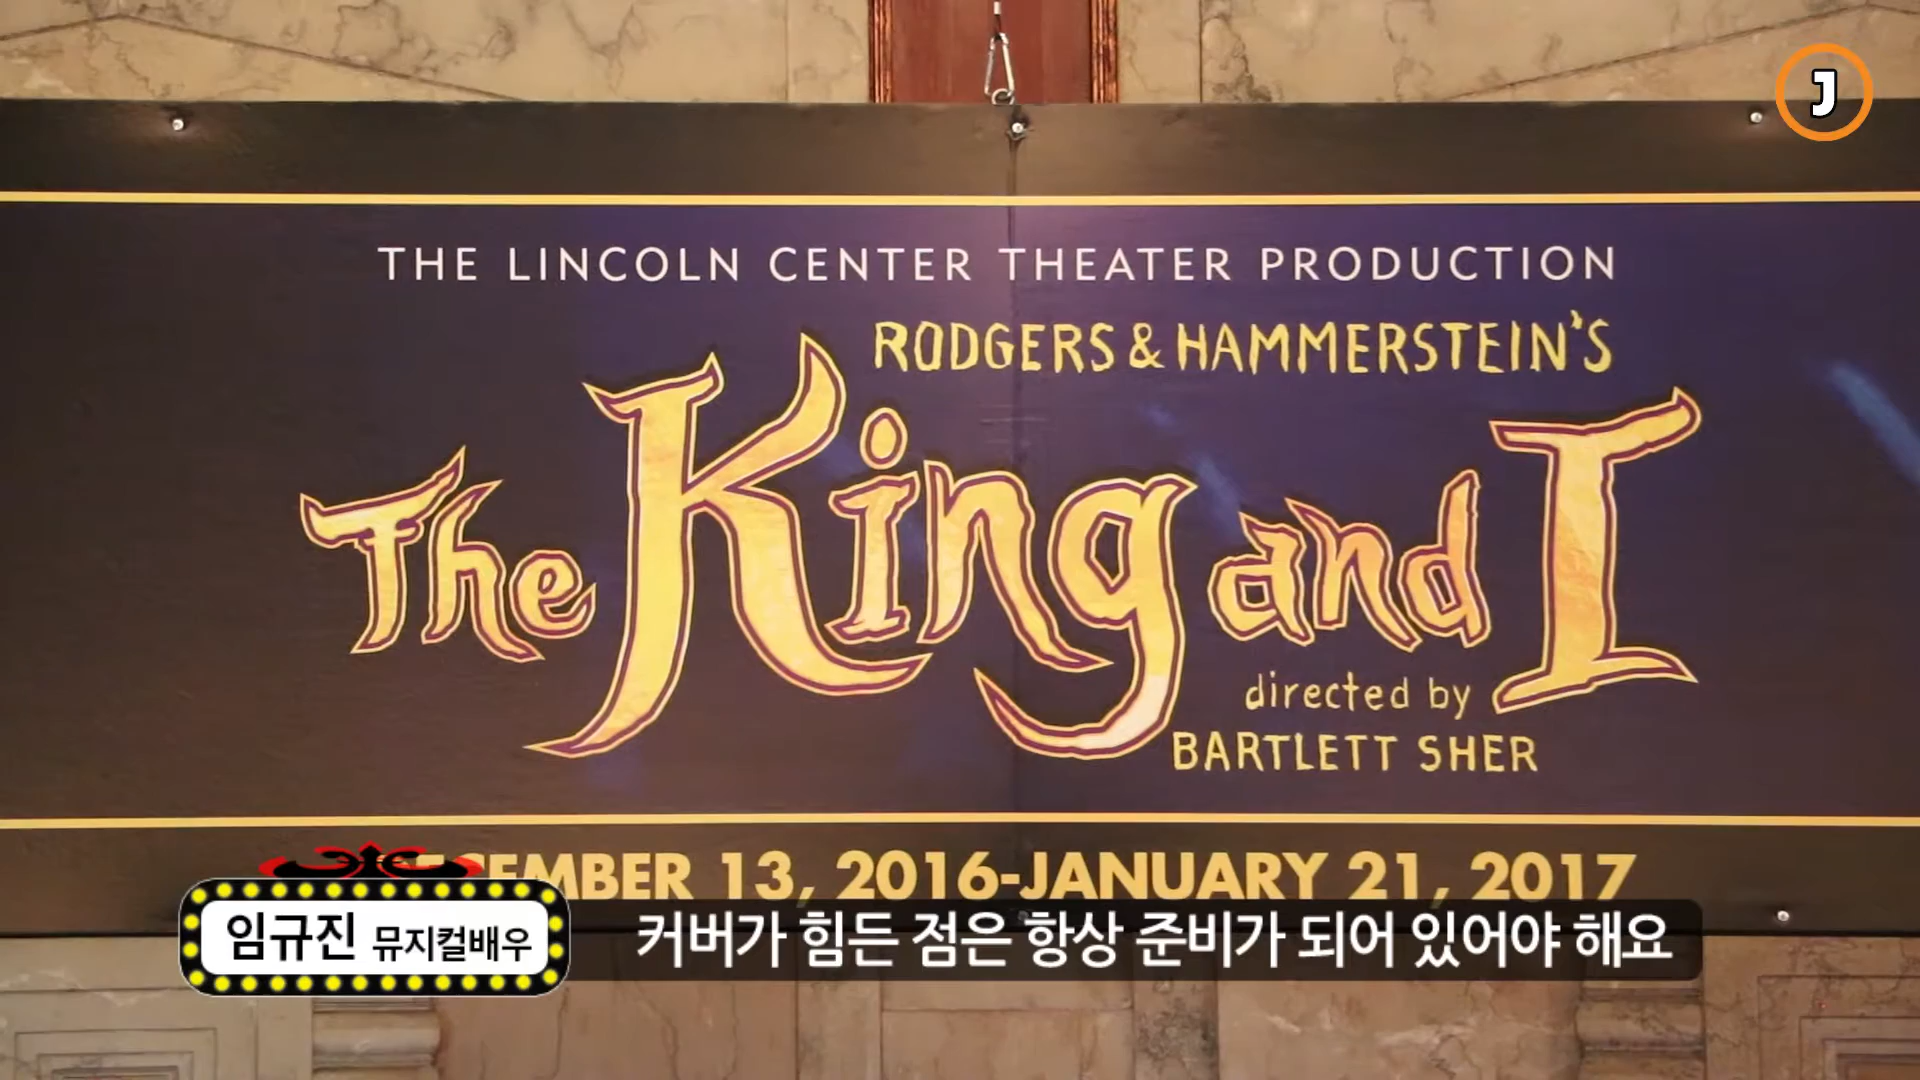 J
THE LINCOLN CENTER THEATER PRODUCTION
RODGERS & HAMMERSTEIN'S
The King and I
directed by
BARTLETT SHER
DECEMBER 13, 2016-JANUARY 21, 2017
임규진 뮤지컬배우
커버가 힘든 점은 항상 준비가 되어 있어야 해요